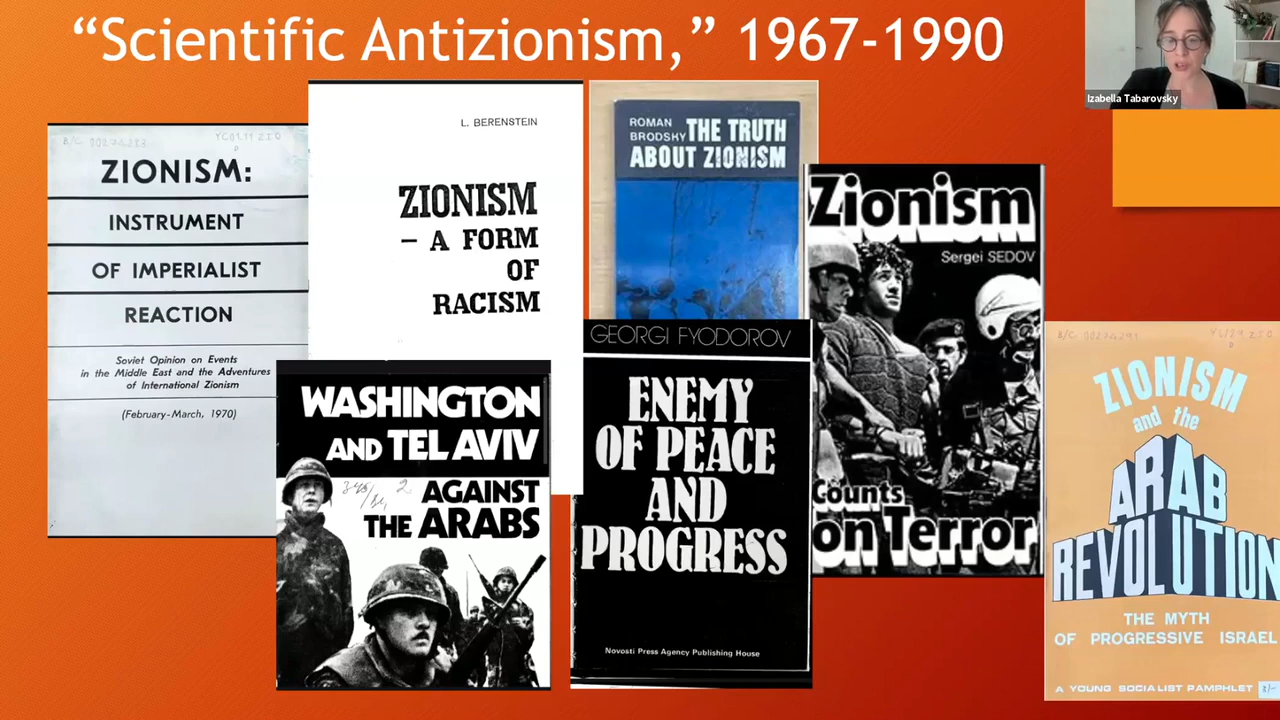 “Scientific Antizionism,” 1967-1990
Izabella Tabarovsky
ZIONISM:
INSTRUMENT
OF IMPERIALIST
REACTION
Soviet Opinion on Events
in the Middle East and the Adventures
of International Zionism
(February-March, 1970)
L. BERENSTEIN
ZIONISM
– A FORM
OF
RACISM
ROMAN
BRODSKY
THE TRUTH
ABOUT ZIONISM
Zionism
Sergei SEDOV
Counts
on Terror
WASHINGTON
AND TEL AVIV
AGAINST
THE ARABS
GEORGI FYODOROV
ENEMY
OF PEACE
AND
PROGRESS
Novosti Press Agency Publishing House
ZIONISM
and the
ARAB
REVOLUTION
THE MYTH
OF PROGRESSIVE ISRAEL
A YOUNG SOCIALIST PAMPHLET